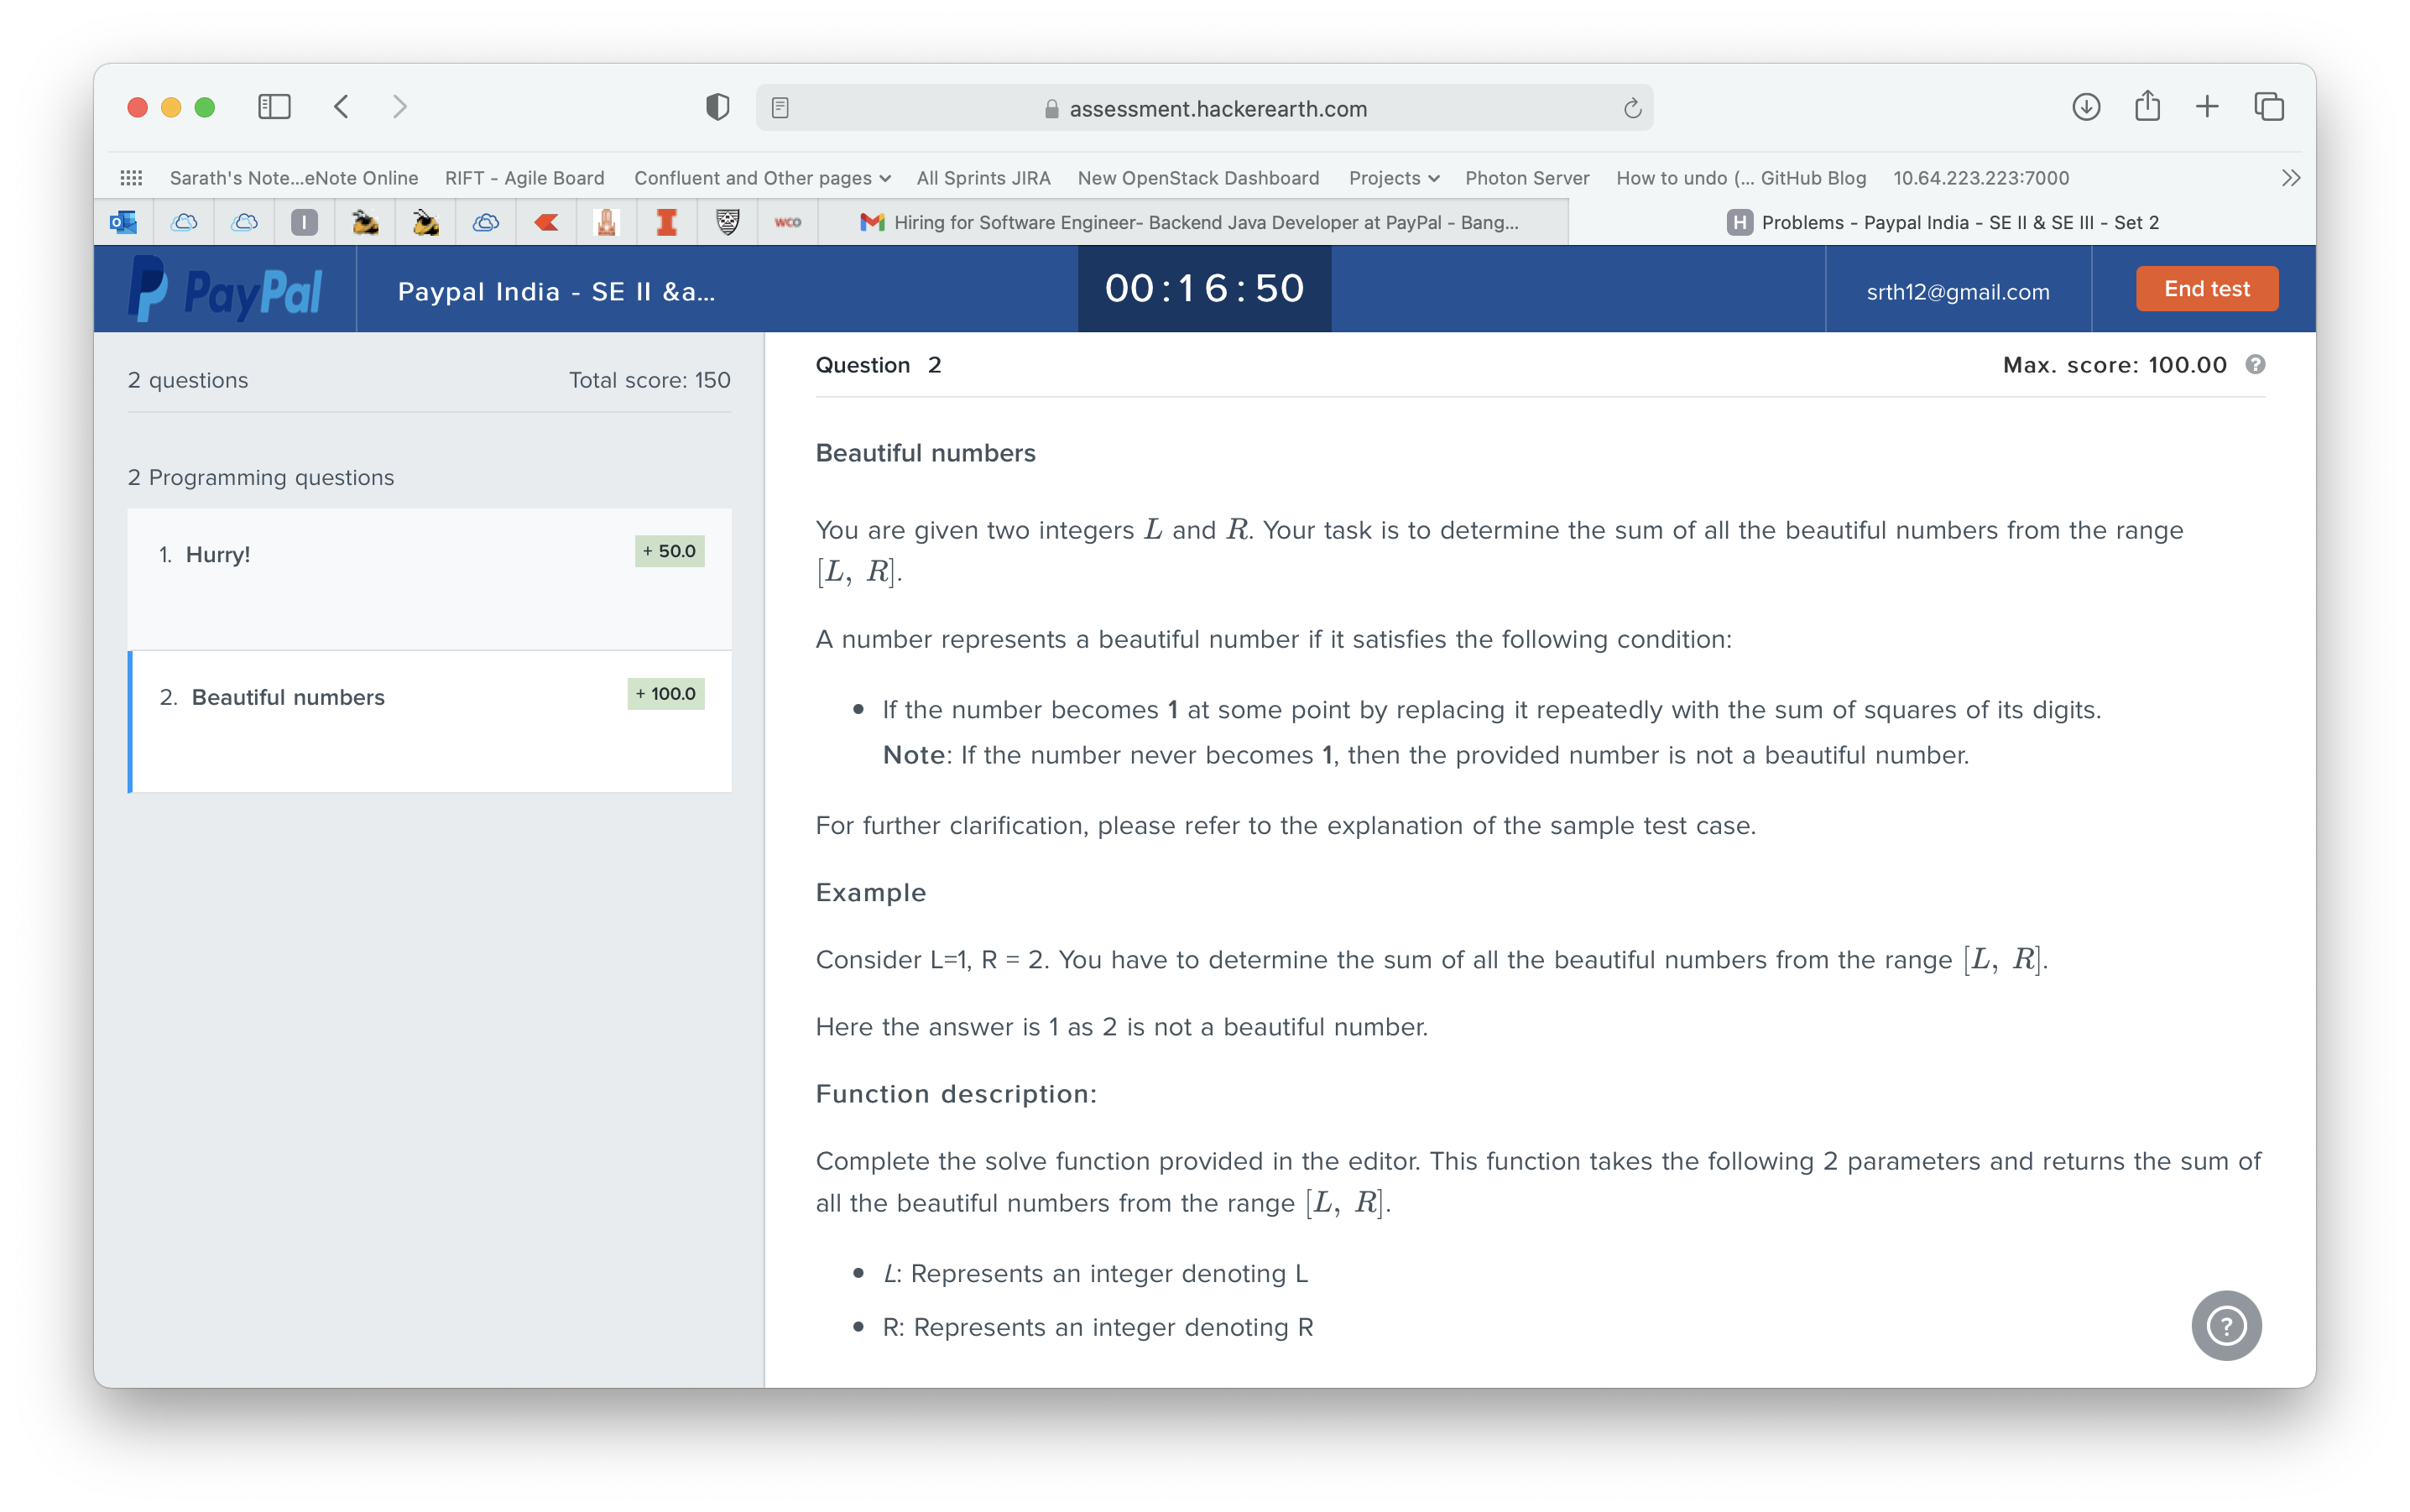 assessment.hackerearth.com
Sarath's Note...eNote Online RIFT - Agile Board Confluent and Other pages All Sprints JIRA New OpenStack Dashboard Projects Photon Server How to undo (... GitHub Blog 10.64.223.223:7000
I wco Hiring for Software Engineer- Backend Java Developer at PayPal - Bang... H Problems - Paypal India - SE II & SE III - Set 2
PayPal Paypal India - SE II &a... 00:16:50 srth12@gmail.com End test
2 questions Total score: 150
2 Programming questions
1. Hurry! + 50.0
2. Beautiful numbers + 100.0
Question 2 Max. score: 100.00 ?
Beautiful numbers
You are given two integers L and R. Your task is to determine the sum of all the beautiful numbers from the range
[L, R].
A number represents a beautiful number if it satisfies the following condition:
• If the number becomes 1 at some point by replacing it repeatedly with the sum of squares of its digits.
Note: If the number never becomes 1, then the provided number is not a beautiful number.
For further clarification, please refer to the explanation of the sample test case.
Example
Consider L=1, R = 2. You have to determine the sum of all the beautiful numbers from the range [L, R].
Here the answer is 1 as 2 is not a beautiful number.
Function description:
Complete the solve function provided in the editor. This function takes the following 2 parameters and returns the sum of
all the beautiful numbers from the range [L, R].
• L: Represents an integer denoting L
• R: Represents an integer denoting R
?